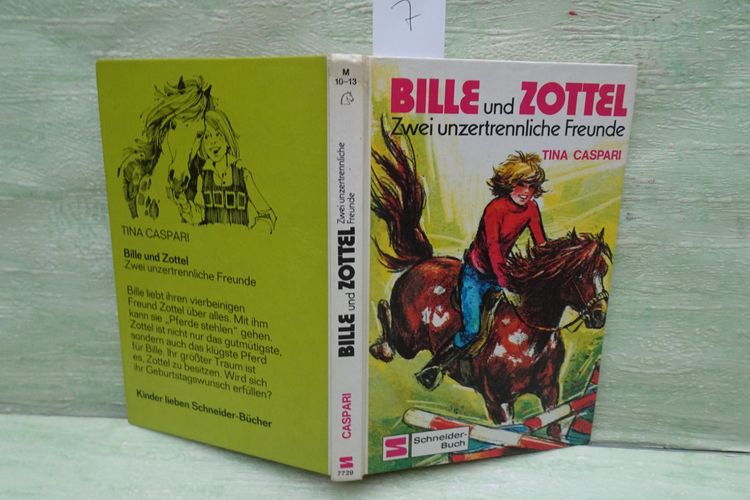 7
TINA CASPARI
Bille und Zottel
Zwei unzertrennliche Freunde
Bille liebt ihren vierbeinigen
Freund Zottel über alles. Mit ihm
kann sie „Pferde stehlen“ gehen.
Zottel ist nicht nur das gutmütigste,
sondern auch das klügste Pferd
für Bille. Ihr größter Traum ist
es, Zottel zu besitzen. Wird sich
ihr Geburtstagswunsch erfüllen?
Kinder lieben Schneider-Bücher
M
10–13
BILLE und ZOTTEL
Zwei unzertrennliche
Freunde
CASPARI
7729
BILLE und ZOTTEL
Zwei unzertrennliche Freunde
TINA CASPARI
Schneider-
Buch